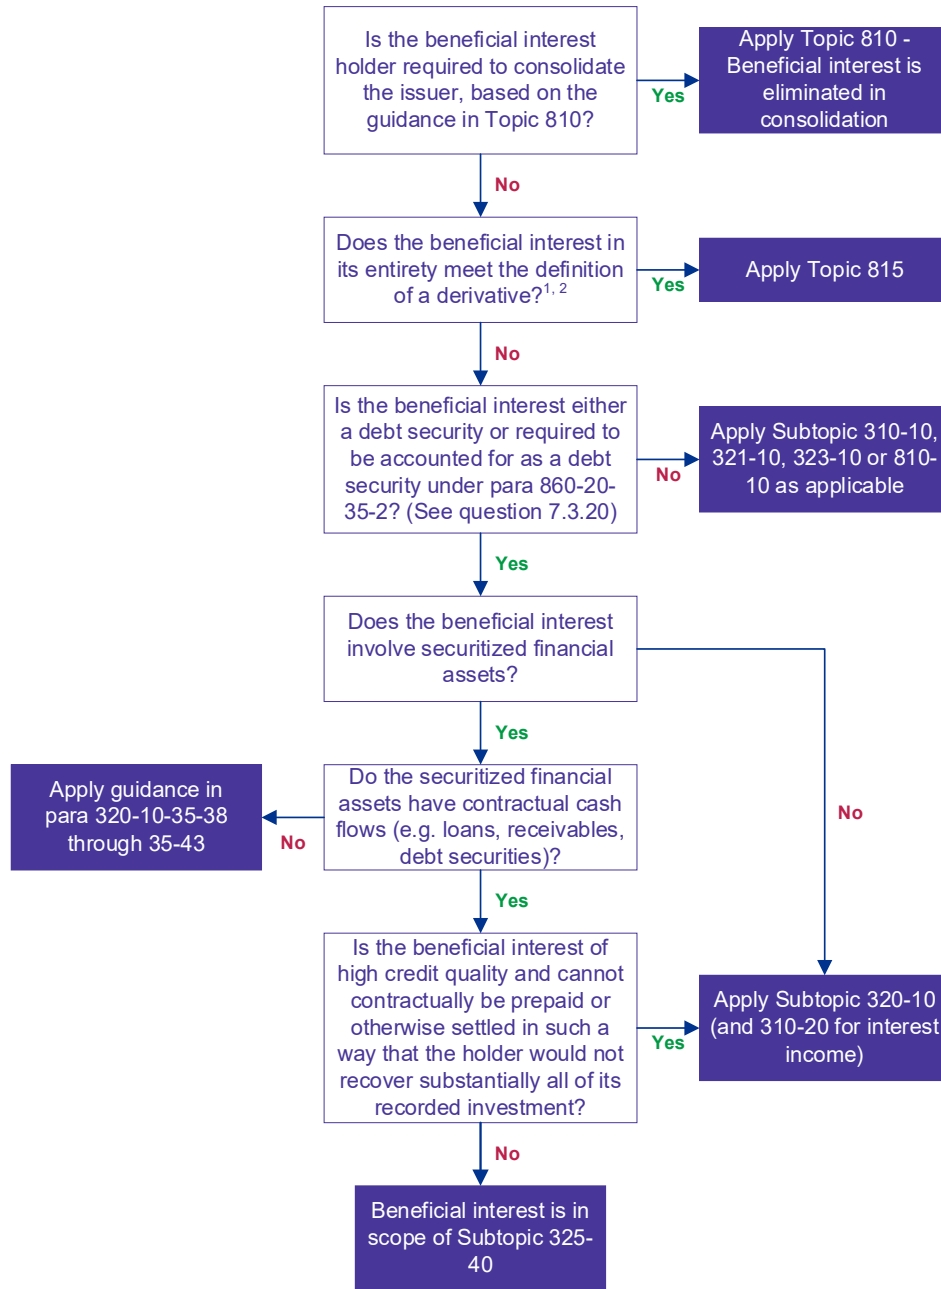 Is the beneficial interest
holder required to consolidate
the issuer, based on the
guidance in Topic 810?
Yes
Apply Topic 810 -
Beneficial interest is
eliminated in
consolidation
No
Does the beneficial interest in
its entirety meet the definition
of a derivative?1, 2
Yes
Apply Topic 815
No
Is the beneficial interest either
a debt security or required to
be accounted for as a debt
security under para 860-20-
35-2? (See question 7.3.20)
No
Apply Subtopic 310-10,
321-10, 323-10 or 810-
10 as applicable
Yes
Does the beneficial interest
involve securitized financial
assets?
No
Yes
Do the securitized financial
assets have contractual cash
flows (e.g. loans, receivables,
debt securities)?
No
Apply guidance in
para 320-10-35-38
through 35-43
Yes
Is the beneficial interest of
high credit quality and cannot
contractually be prepaid or
otherwise settled in such a
way that the holder would not
recover substantially all of its
recorded investment?
Yes
Apply Subtopic 320-10
(and 310-20 for interest
income)
No
Beneficial interest is in
scope of Subtopic 325-
40